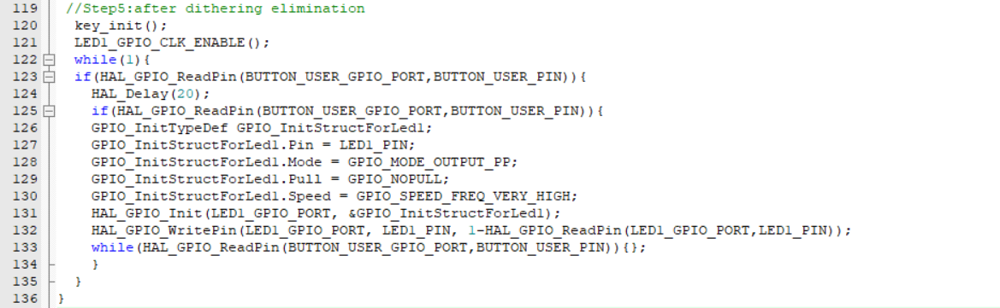 119 //Step5:after dithering elimination
120 key_init();
121 LED1_GPIO_CLK_ENABLE();
122 while(1){
123 if(HAL_GPIO_ReadPin(BUTTON_USER_GPIO_PORT,BUTTON_USER_PIN)){
124 HAL_Delay(20);
125 if(HAL_GPIO_ReadPin(BUTTON_USER_GPIO_PORT,BUTTON_USER_PIN)){
126 GPIO_InitTypeDef GPIO_InitStructForLed1;
127 GPIO_InitStructForLed1.Pin = LED1_PIN;
128 GPIO_InitStructForLed1.Mode = GPIO_MODE_OUTPUT_PP;
129 GPIO_InitStructForLed1.Pull = GPIO_NOPULL;
130 GPIO_InitStructForLed1.Speed = GPIO_SPEED_FREQ_VERY_HIGH;
131 HAL_GPIO_Init(LED1_GPIO_PORT, &GPIO_InitStructForLed1);
132 HAL_GPIO_WritePin(LED1_GPIO_PORT, LED1_PIN, 1-HAL_GPIO_ReadPin(LED1_GPIO_PORT,LED1_PIN));
133 while(HAL_GPIO_ReadPin(BUTTON_USER_GPIO_PORT,BUTTON_USER_PIN)){};
134 }
135 }
136 }